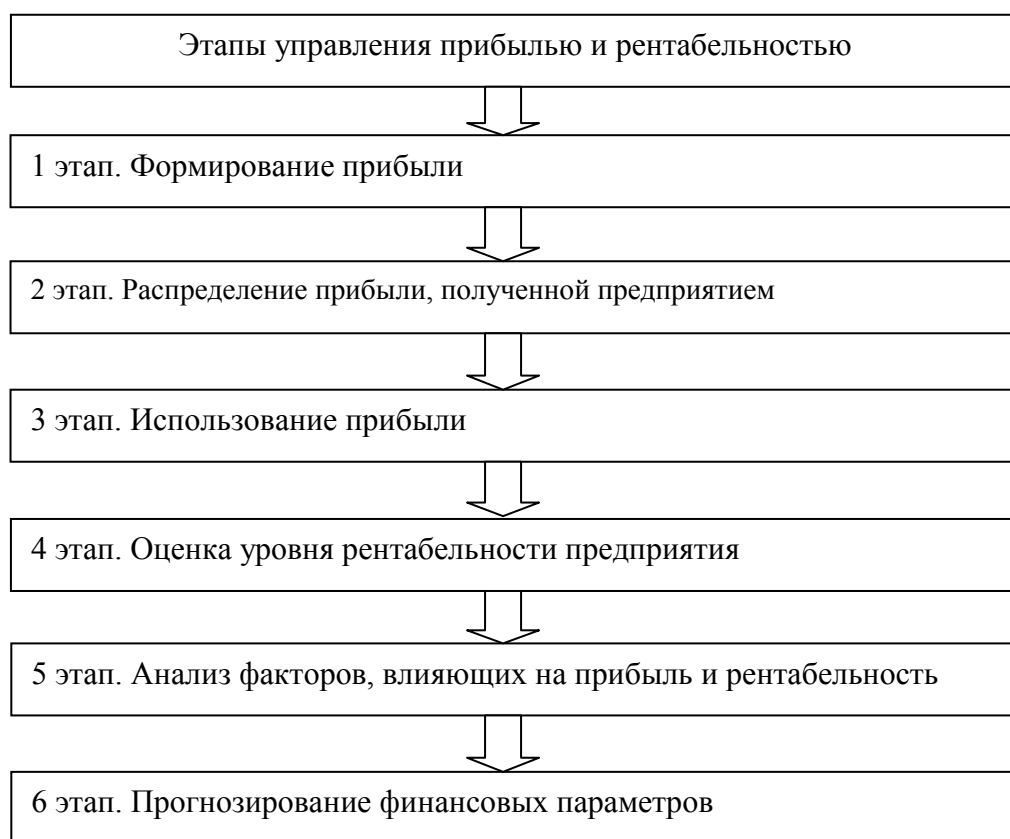 Этапы управления прибылью и рентабельностью
1 этап. Формирование прибыли
2 этап. Распределение прибыли, полученной предприятием
3 этап. Использование прибыли
4 этап. Оценка уровня рентабельности предприятия
5 этап. Анализ факторов, влияющих на прибыль и рентабельность
6 этап. Прогнозирование финансовых параметров